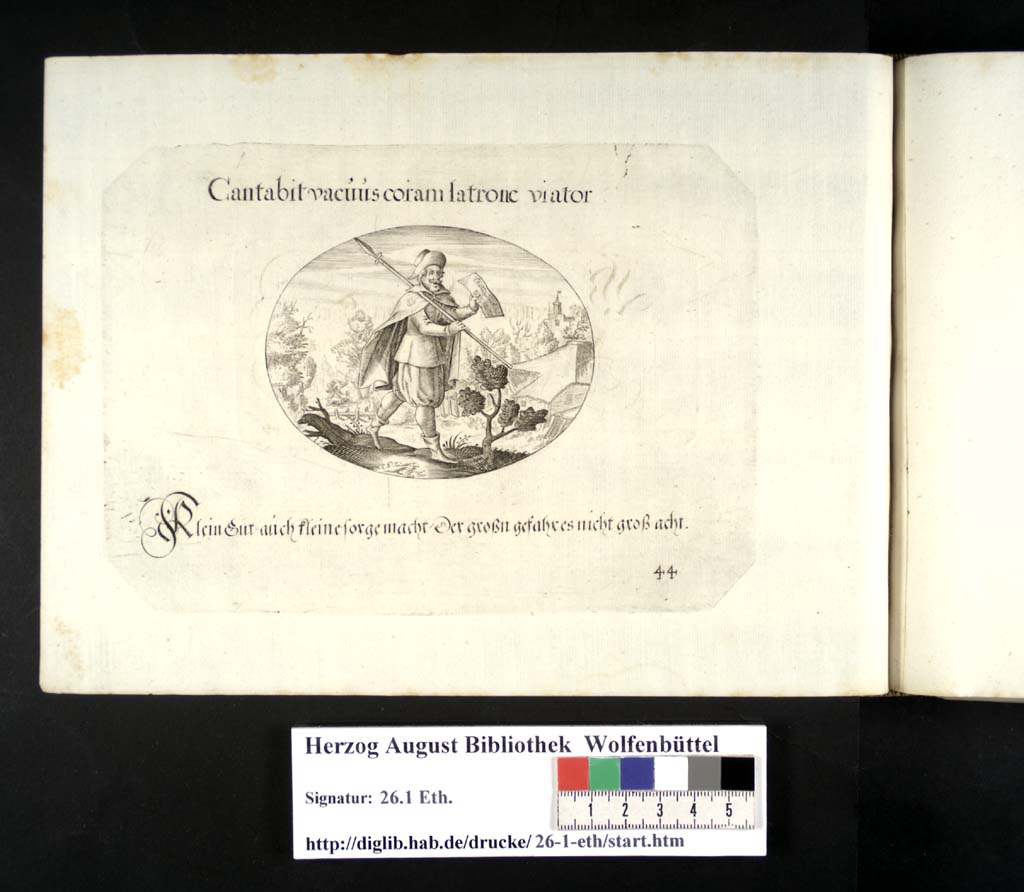 Cantabit vacuus coram latrone viator
Klein Gut auch kleine sorge macht Der großn gefahr es nicht groß acht.
44
Herzog August Bibliothek Wolfenbüttel
Signatur: 26.1 Eth.
1 2 3 4 5
http://diglib.hab.de/drucke/ 26-1-eth/start.htm